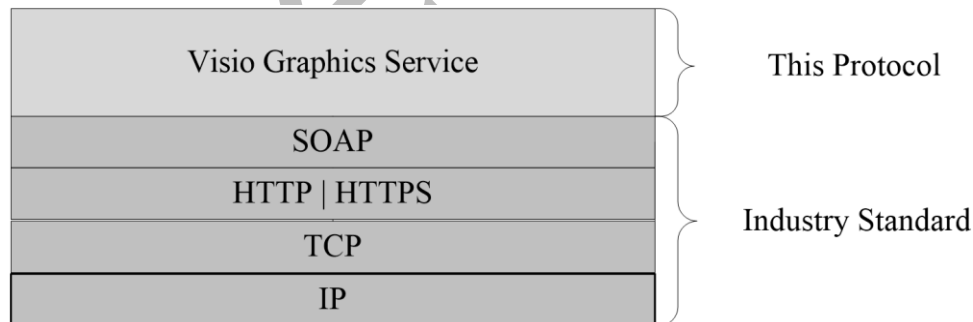 Visio Graphics Service
This Protocol
SOAP
HTTP | HTTPS
Industry Standard
TCP
IP